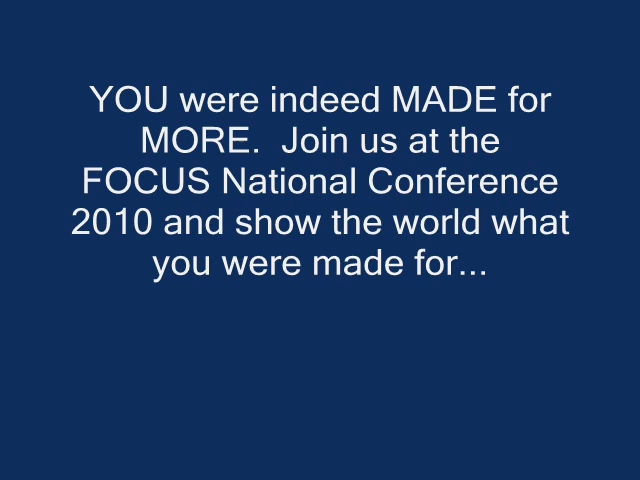 YOU were indeed MADE for
MORE.  Join us at the
FOCUS National Conference
2010 and show the world what
you were made for...